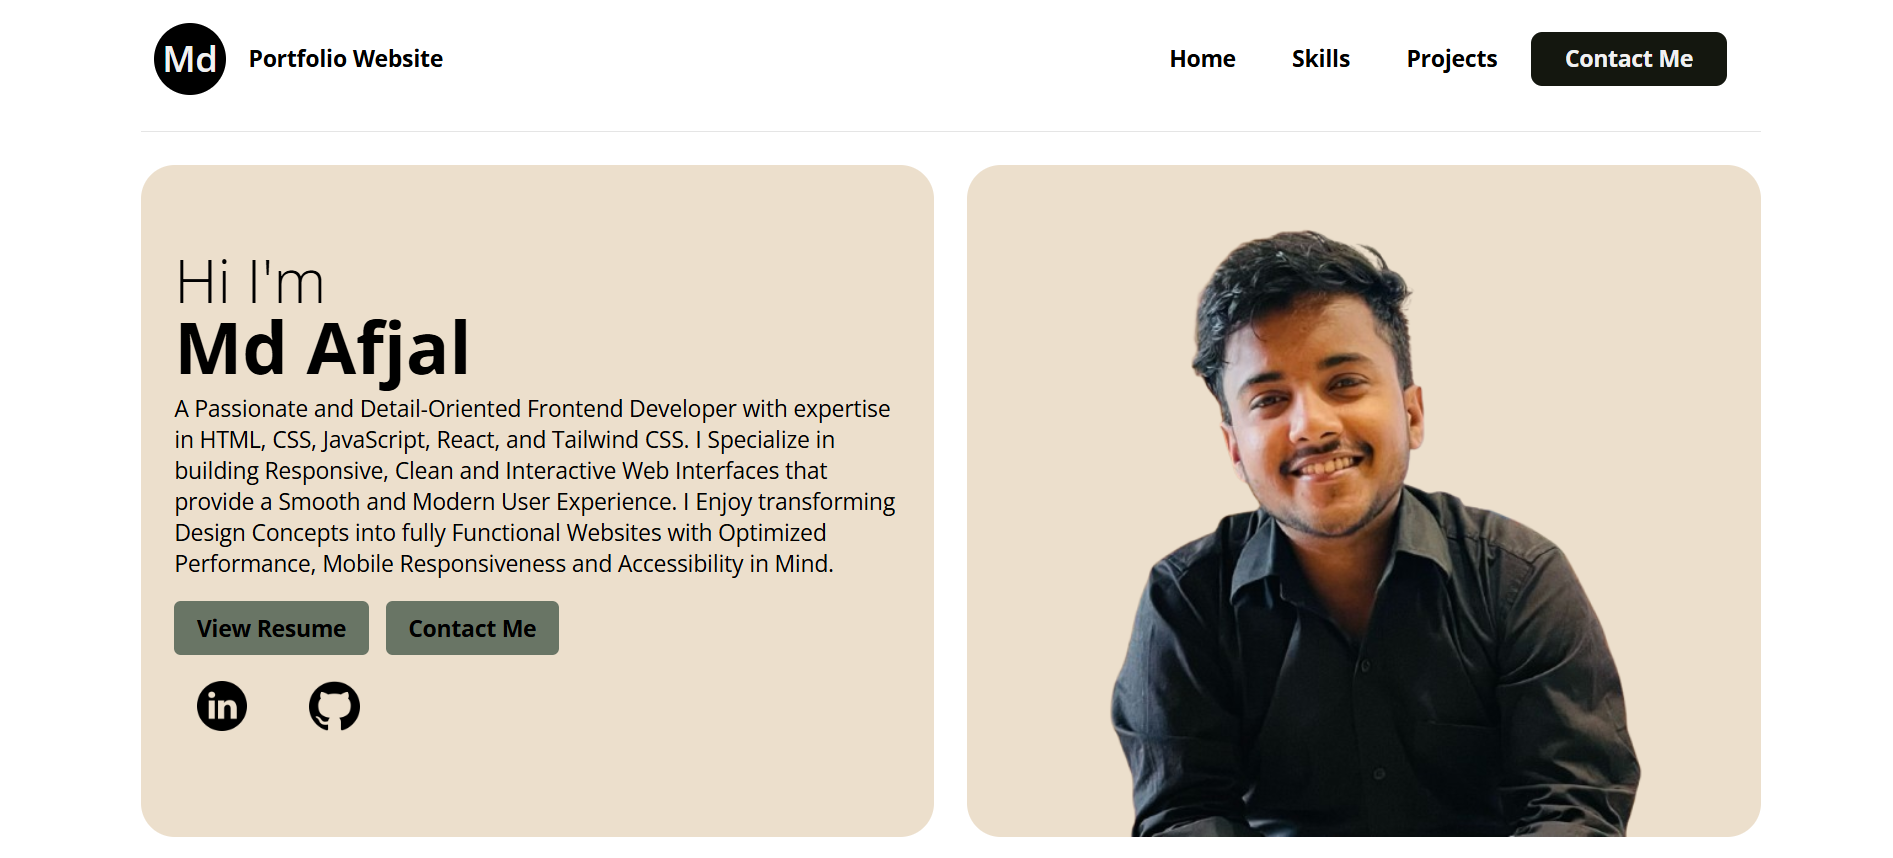 Md Portfolio Website Home Skills Projects Contact Me
Hi I'm
Md Afjal
A Passionate and Detail-Oriented Frontend Developer with expertise
in HTML, CSS, JavaScript, React, and Tailwind CSS. I Specialize in
building Responsive, Clean and Interactive Web Interfaces that
provide a Smooth and Modern User Experience. I Enjoy transforming
Design Concepts into fully Functional Websites with Optimized
Performance, Mobile Responsiveness and Accessibility in Mind.
View Resume Contact Me
in